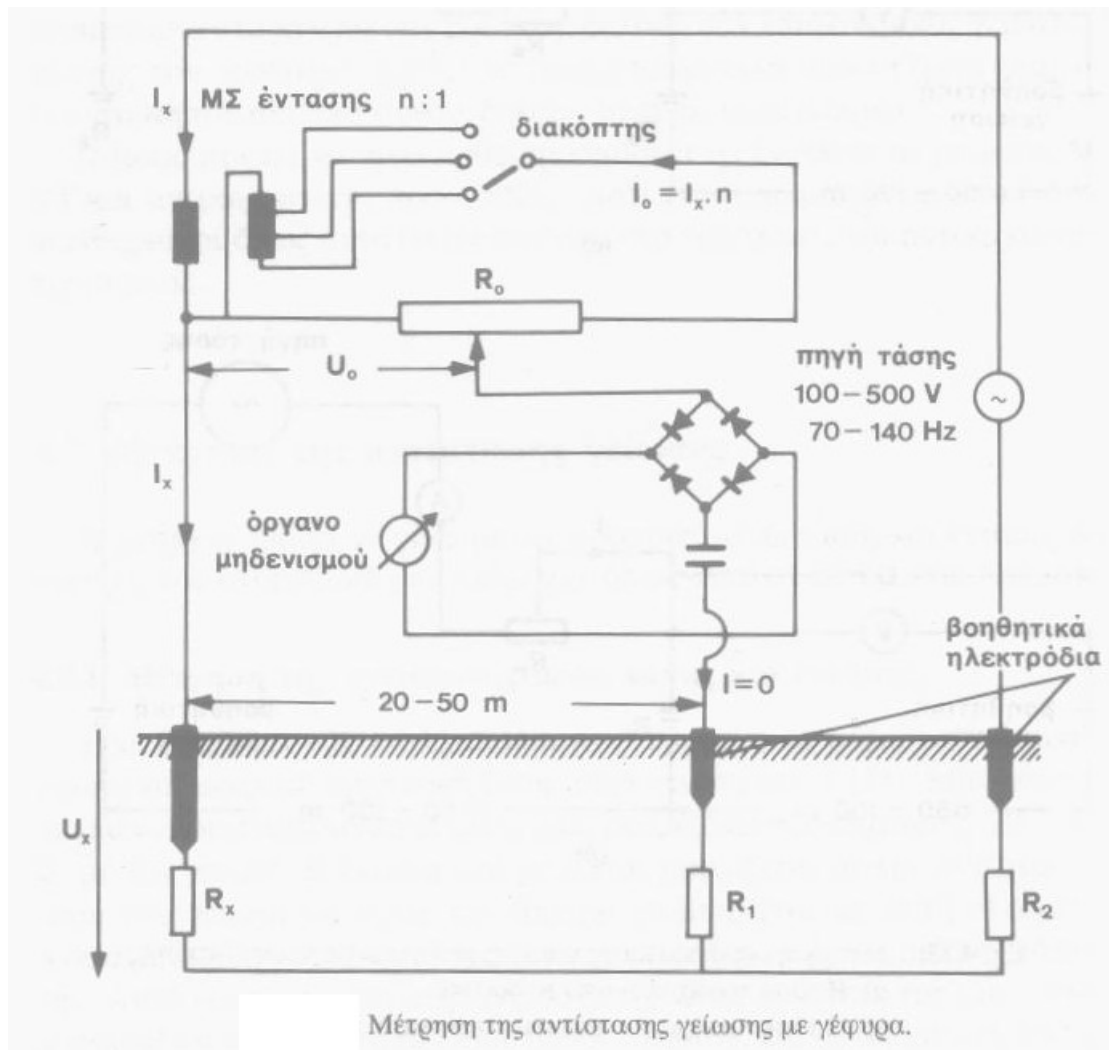 Iₓ
ΜΣ έντασης n : 1
διακόπτης
Iₒ = Iₓ.n
Rₒ
Uₒ
πηγή τάσης
100 – 500 V
70 – 140 Hz
~
Iₓ
όργανο
μηδενισμού
βοηθητικά
ηλεκτρόδια
I=0
20 – 50 m
Uₓ
Rₓ
R₁
R₂
Μέτρηση της αντίστασης γείωσης με γέφυρα.